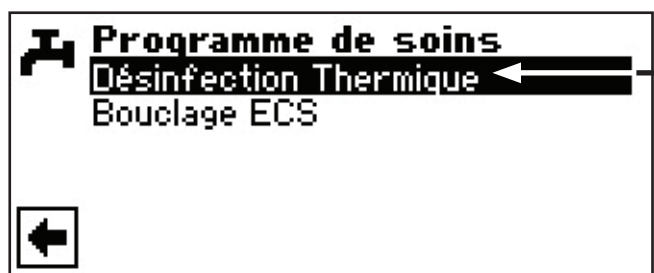 Programme de soins
Désinfection Thermique
Bouclage ECS